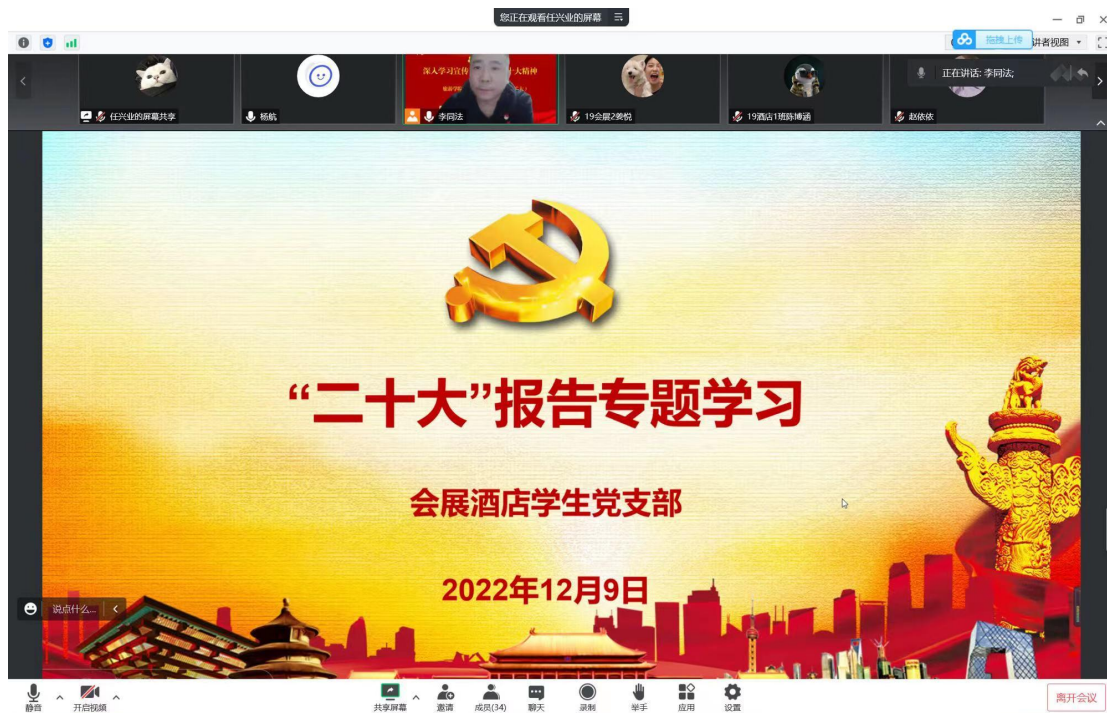 您正在观看任兴业的屏幕
拖拽上传
讲者视图
正在讲话: 李同法;
任兴业的屏幕共享
杨航
李同法
19会展2姜悦
19酒店1班陈博通
赵依依
“二十大”报告专题学习
会展酒店学生党支部
2022年12月9日
说点什么...
静音
开启视频
共享屏幕
邀请
成员(34)
聊天
录制
举手
应用
设置
离开会议